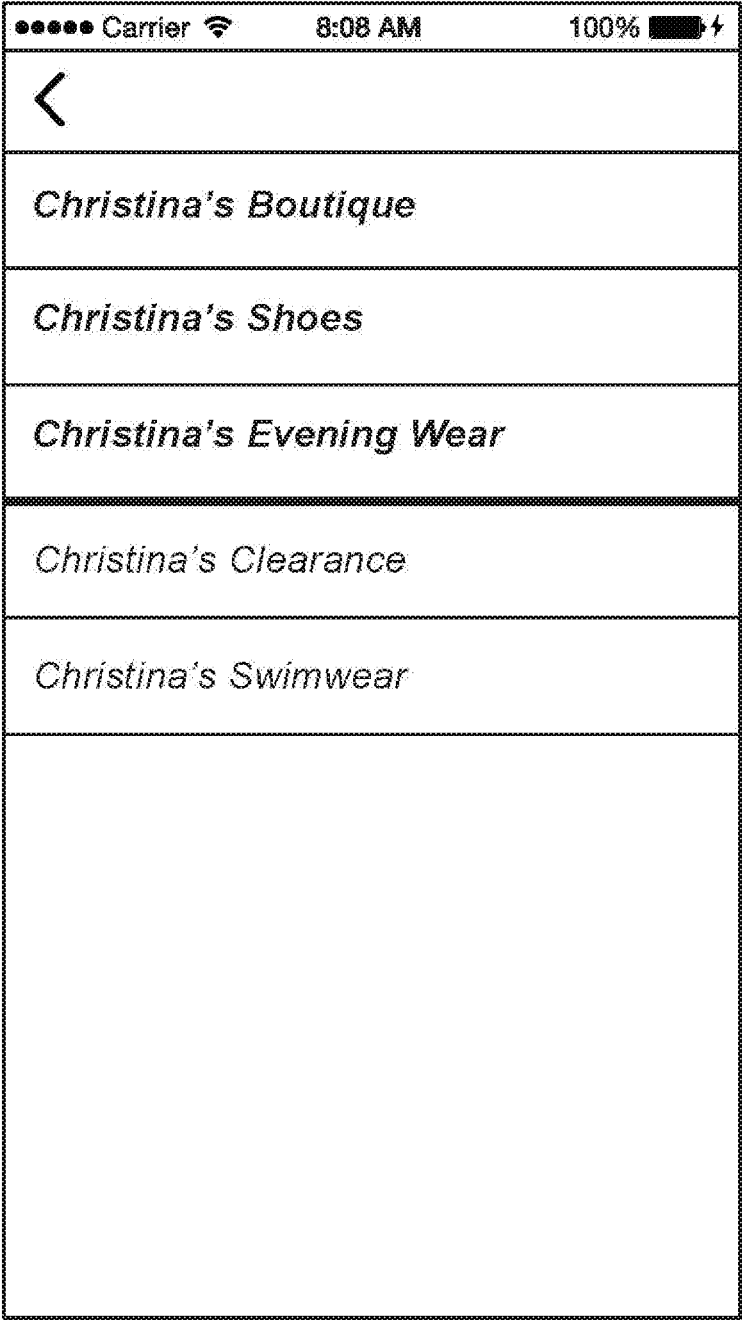 Carrier 8:08 AM 100%
Christina's Boutique
Christina's Shoes
Christina's Evening Wear
Christina's Clearance
Christina's Swimwear